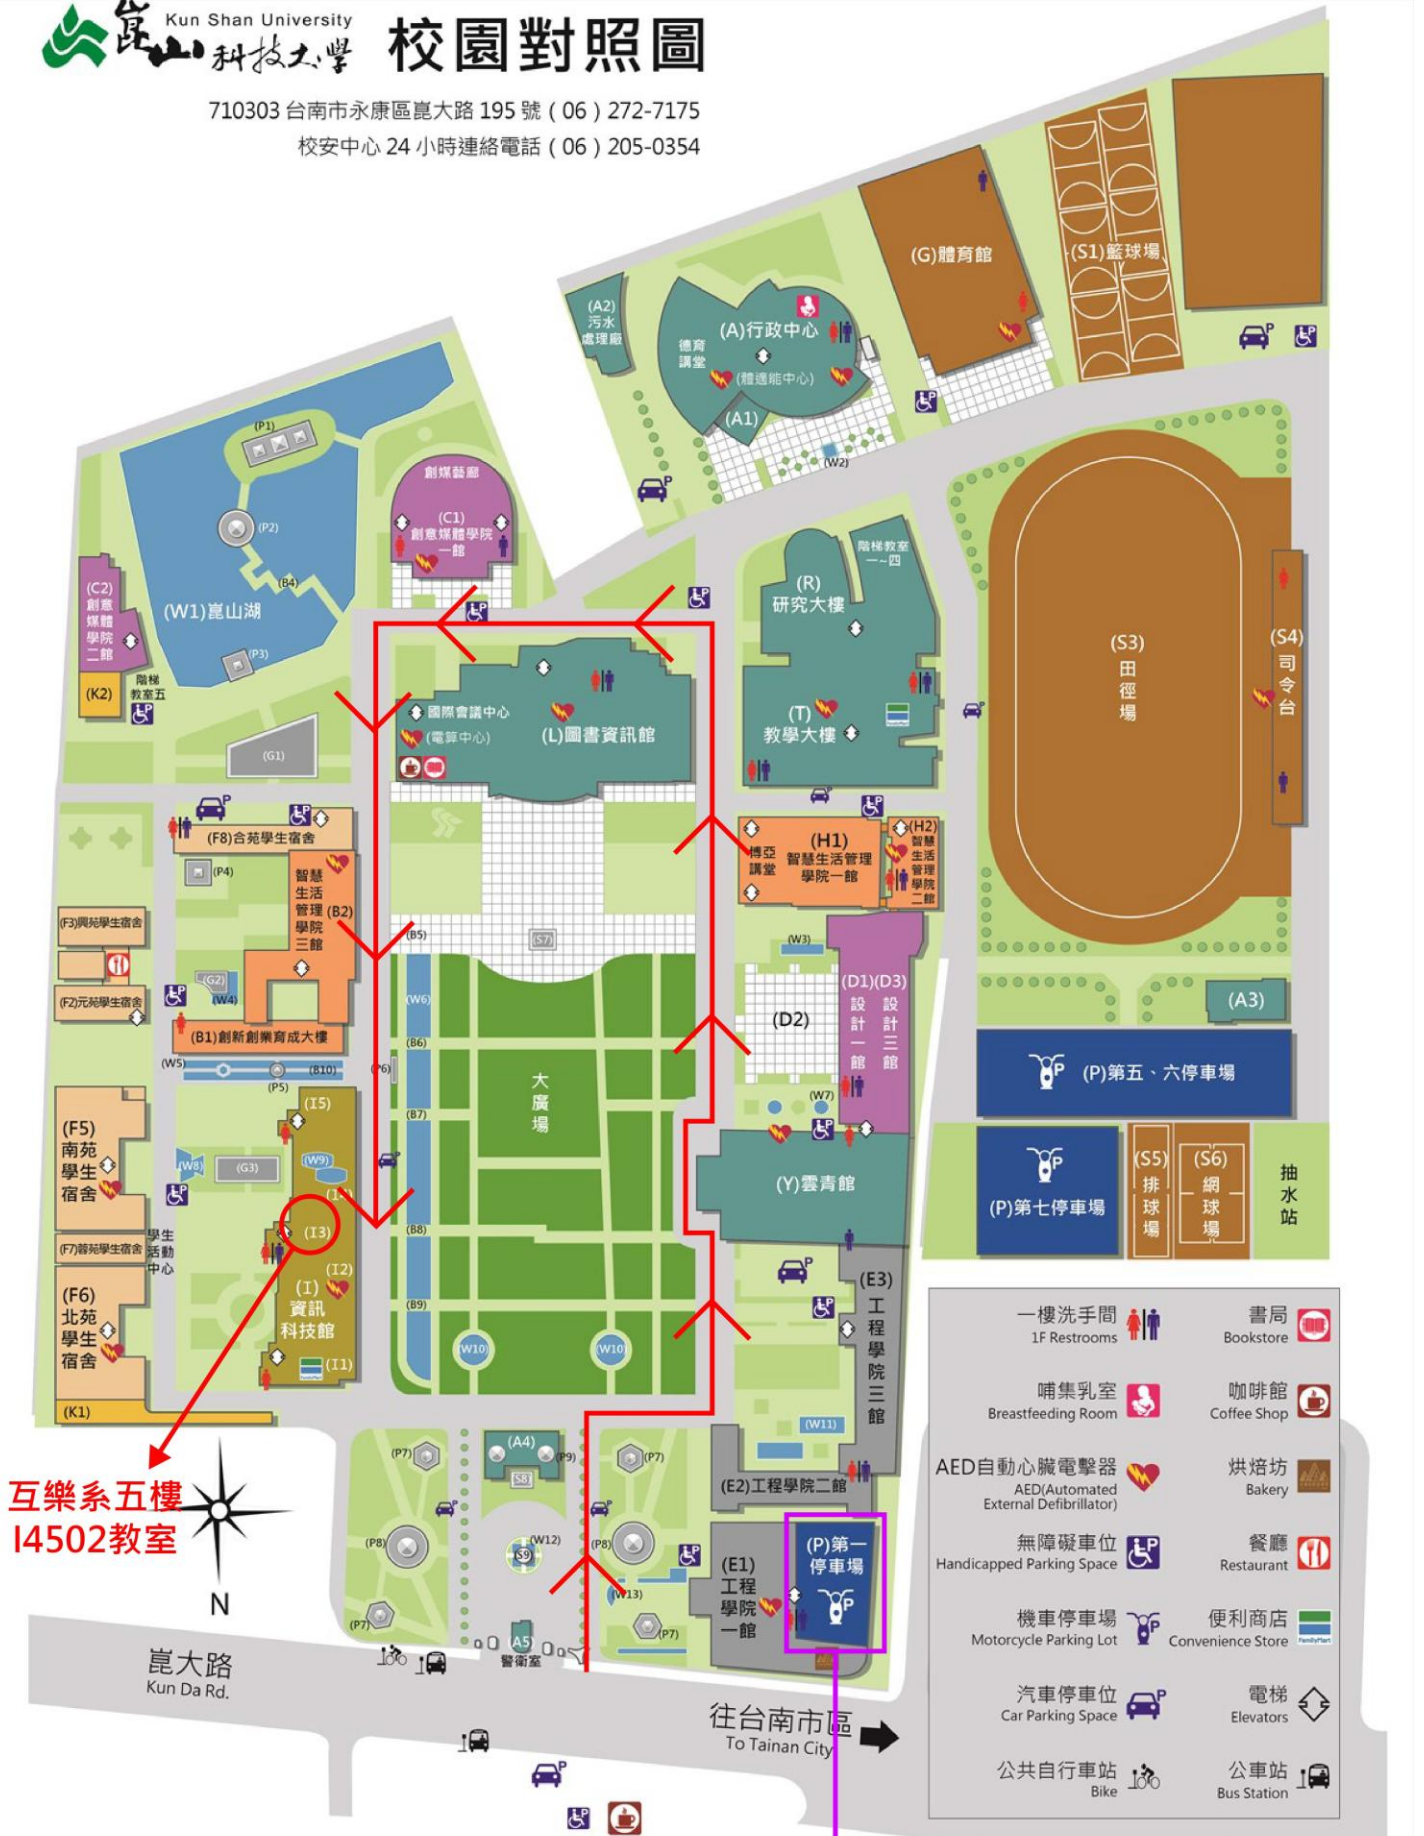 Kun Shan University
崑山科技大學
校園對照圖
710303 台南市永康區崑大路 195 號 ( 06 ) 272-7175
校安中心 24 小時連絡電話 ( 06 ) 205-0354
(G)體育館
(S1)籃球場
(A2)
污水
處理廠
(A)行政中心
德育
講堂
(體適能中心)
(A1)
(W2)
(P1)
(P2)
(B4)
(W1)崑山湖
(P3)
創媒藝廊
(C1)
創意媒體學院
一館
(C2)
創意
媒體
學院
二館
(K2)
階梯
教室五
(G1)
(R)
研究大樓
階梯教室
一~四
(T)
教學大樓
國際會議中心
(電算中心)
(L)圖書資訊館
(S3)
田
徑
場
(S4)
司
令
台
(F8)合苑學生宿舍
(P4)
智慧
生活
管理
學院
三館
(B2)
(F3)興苑學生宿舍
(F2)元苑學生宿舍
(G2)
(W4)
(B1)創新創業育成大樓
(W5)
(P5)
(B10)
(P6)
(B5)
(S7)
(W6)
(B6)
(B7)
(B8)
(B9)
大
廣
場
(W10)
(W10)
博亞
講堂
(H1)
智慧生活管理
學院一館
(H2)
智慧
生活
管理
學院
二館
(W3)
(D1)(D3)
設計一館
設計三館
(D2)
(W7)
(Y)雲青館
(A3)
(P)第五、六停車場
(P)第七停車場
(S5)
排
球
場
(S6)
網
球
場
抽
水
站
(F5)
南苑
學生
宿舍
(F7)蓉苑學生宿舍
學生
活動
中心
(F6)
北苑
學生
宿舍
(K1)
(I5)
(W8)
(G3)
(W9)
(I3)
(I2)
(I)
資訊
科技館
(I1)
(E3)
工
程
學
院
三
館
(W11)
(E2)工程學院二館
(E1)
工程
學院
一館
(P)第一
停車場
(P7)
(A4)
(P9)
(S8)
(P7)
(P8)
(W12)
(S9)
(P8)
(W13)
(P7)
(A5)
警衛室
(P7)
互樂系五樓
I4502教室
N
崑大路
Kun Da Rd.
往台南市區
To Tainan City
一樓洗手間
1F Restrooms
書局
Bookstore
哺集乳室
Breastfeeding Room
咖啡館
Coffee Shop
AED自動心臟電擊器
AED(Automated
External Defibrillator)
烘焙坊
Bakery
無障礙車位
Handicapped Parking Space
餐廳
Restaurant
機車停車場
Motorcycle Parking Lot
便利商店
Convenience Store
FamilyMart
汽車停車位
Car Parking Space
電梯
Elevators
公共自行車站
Bike
公車站
Bus Station